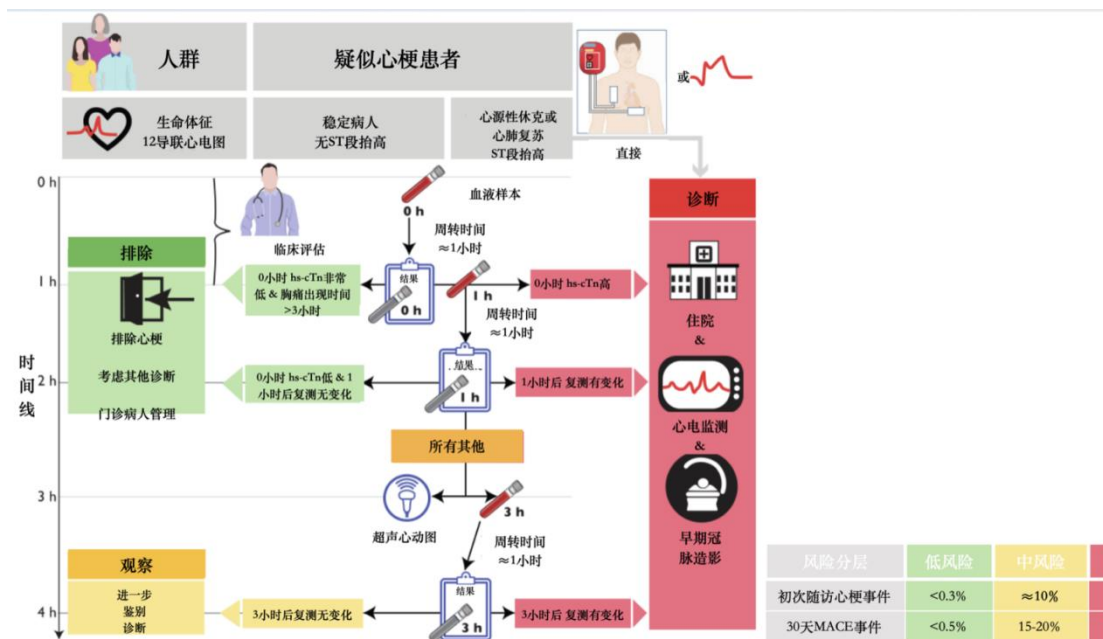 人群
疑似心梗患者
或
生命体征
12导联心电图
稳定病人
无ST段抬高
心源性休克或
心肺复苏
ST段抬高
直接
0 h
0 h
血液样本
诊断
周转时间
≈1小时
临床评估
排除
1 h
0小时 hs-cTn非常
低 & 胸痛出现时间
>3小时
结果
0 h
1 h
0小时 hs-cTn高
周转时间
≈1小时
住院
&
排除心梗
时间线
2 h
考虑其他诊断
门诊病人管理
0小时 hs-cTn低 & 1
小时后复测无变化
结果
1 h
1小时后 复测有变化
心电监测
&
所有其他
3 h
3 h
超声心动图
周转时间
≈1小时
早期冠
脉造影
观察
进一步
鉴别
诊断
4 h
3小时后复测无变化
结果
3 h
3小时后 复测有变化
风险分层 低风险 中风险
初次随访心梗事件 <0.3% ≈10%
30天MACE事件 <0.5% 15-20%